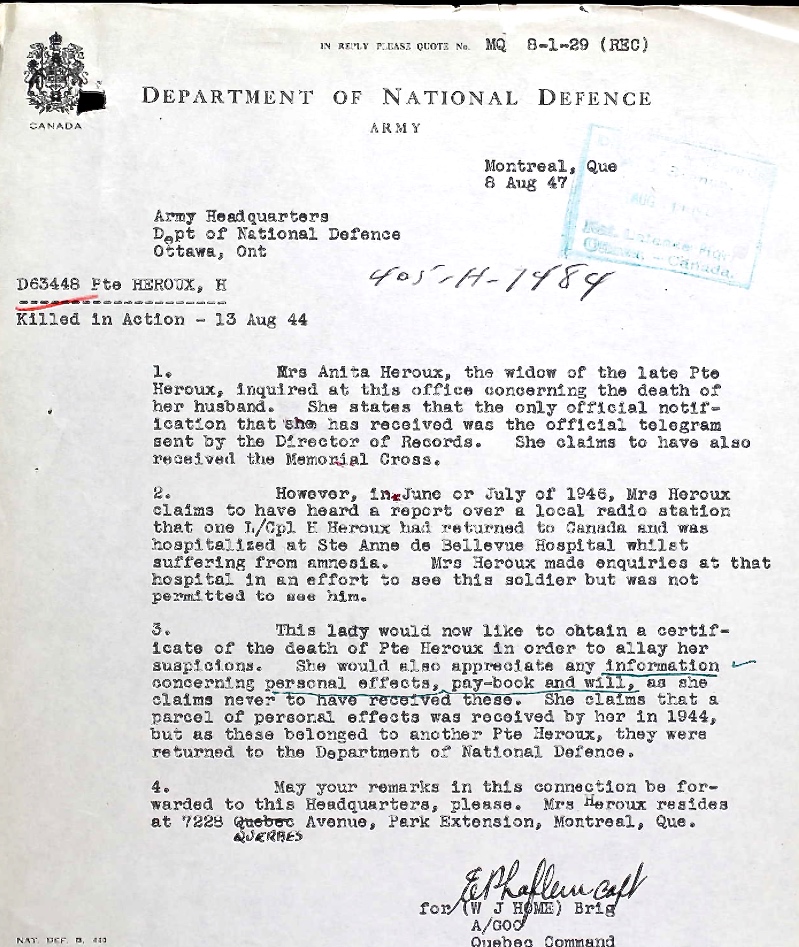 IN REPLY PLEASE QUOTE No. MQ 8-1-29 (REC)
CANADA
DEPARTMENT OF NATIONAL DEFENCE
ARMY
Montreal, Que
8 Aug 47
Army Headquarters
Dept of National Defence
Ottawa, Ont
Canada.
405-H-1484
D63448 Pte HEROUX, H
Killed in Action - 13 Aug 44
1. Mrs Anita Heroux, the widow of the late Pte
Heroux, inquired at this office concerning the death of
her husband. She states that the only official notif-
ication that she has received was the official telegram
sent by the Director of Records. She claims to have also
received the Memorial Cross.
2. However, in June or July of 1946, Mrs Heroux
claims to have heard a report over a local radio station
that one L/Cpl H Heroux had returned to Canada and was
hospitalized at Ste Anne de Bellevue Hospital whilst
suffering from amnesia. Mrs Heroux made enquiries at that
hospital in an effort to see this soldier but was not
permitted to see him.
3. This lady would now like to obtain a certif-
icate of the death of Pte Heroux in order to allay her
suspicions. She would also appreciate any information
concerning personal effects, pay-book and will, as she
claims never to have received these. She claims that a
parcel of personal effects was received by her in 1944,
but as these belonged to another Pte Heroux, they were
returned to the Department of National Defence.
4. May your remarks in this connection be for-
warded to this Headquarters, please. Mrs Heroux resides
at 7228 Quebec Avenue, Park Extension, Montreal, Que.
QUERBES
for (W J HOME) Brig
A/GOC
Quebec Command
NAT. DEF. B. 440